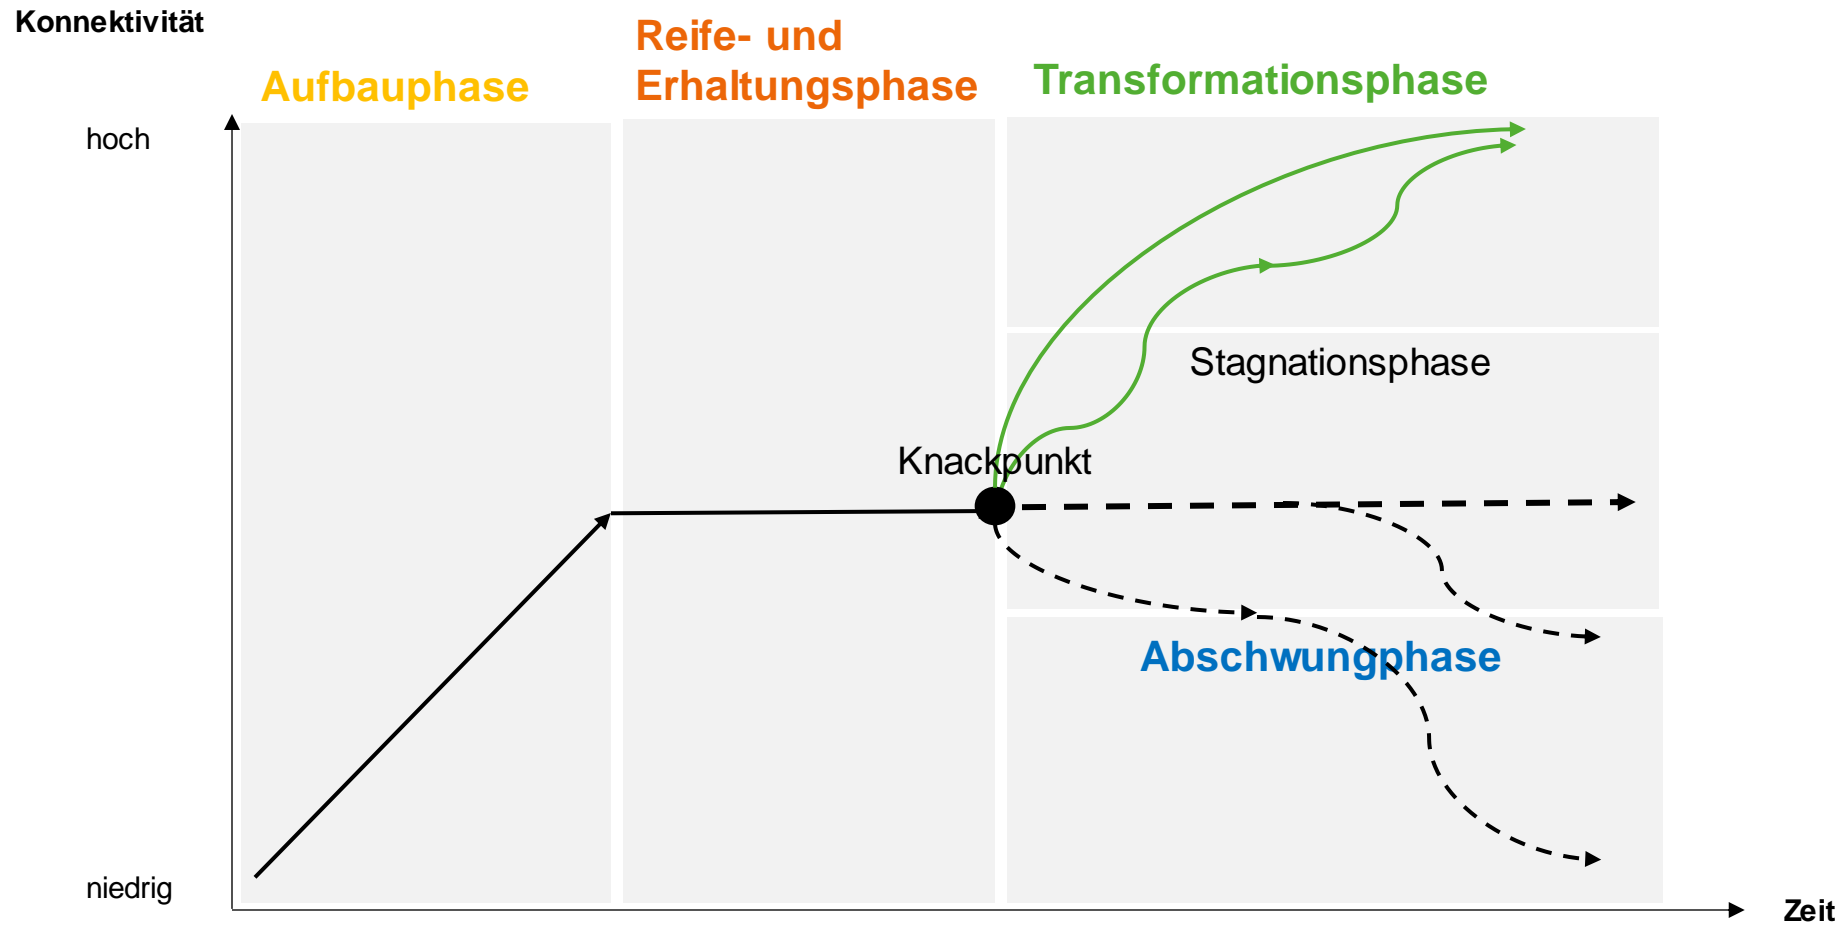 Konnektivität
Reife- und
Erhaltungsphase
Aufbauphase
Transformationsphase
hoch
Stagnationsphase
Knackpunkt
Abschwungphase
niedrig
Zeit